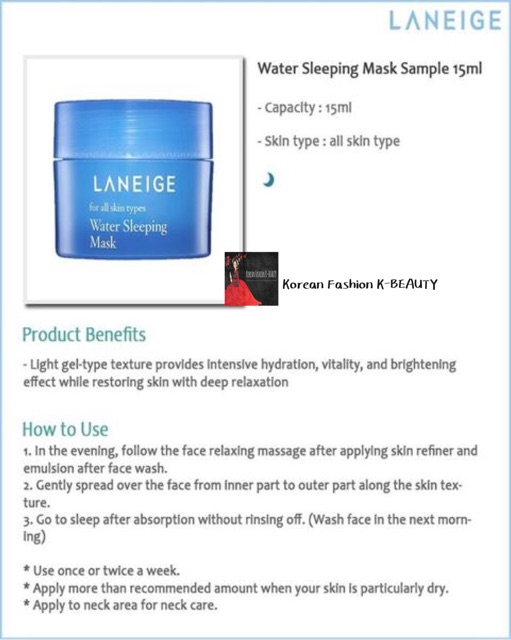 LANEIGE
Water Sleeping Mask Sample 15ml
- Capacity : 15ml
- Skin type : all skin type
LANEIGE
for all skin types
Water Sleeping
Mask
Korean Fashion K-BEAUTY
Product Benefits
- Light gel-type texture provides intensive hydration, vitality, and brightening
effect while restoring skin with deep relaxation
How to Use
1. In the evening, follow the face relaxing massage after applying skin refiner and
emulsion after face wash.
2. Gently spread over the face from inner part to outer part along the skin tex-
ture.
3. Go to sleep after absorption without rinsing off. (Wash face in the next morn-
ing)
* Use once or twice a week.
* Apply more than recommended amount when your skin is particularly dry.
* Apply to neck area for neck care.